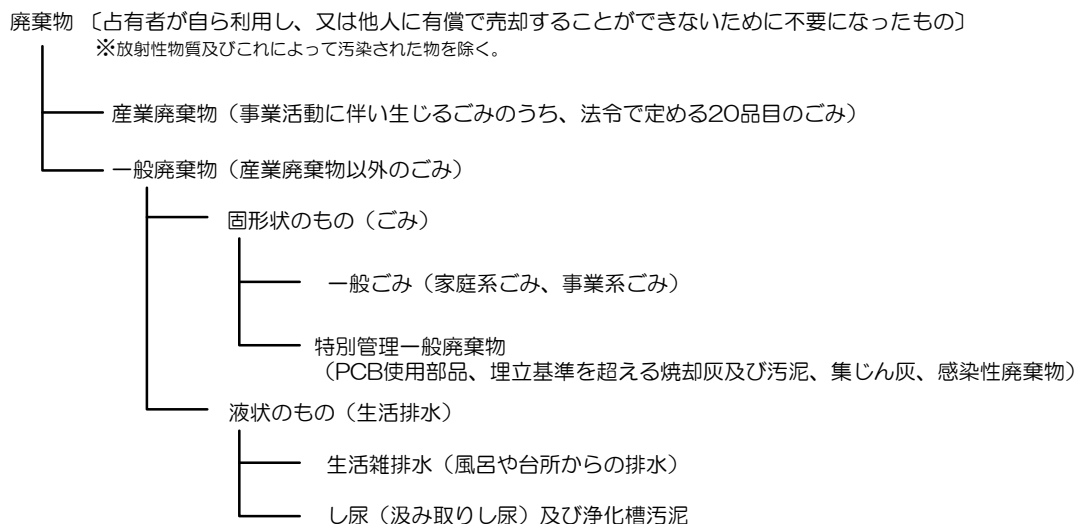 廃棄物 〔占有者が自ら利用し、又は他人に有償で売却することができないために不要になったもの〕
※放射性物質及びこれによって汚染された物を除く。
産業廃棄物（事業活動に伴い生じるごみのうち、法令で定める20品目のごみ）
一般廃棄物（産業廃棄物以外のごみ）
固形状のもの（ごみ）
一般ごみ（家庭系ごみ、事業系ごみ）
特別管理一般廃棄物
（PCB使用部品、埋立基準を超える焼却灰及び汚泥、集じん灰、感染性廃棄物）
液状のもの（生活排水）
生活雑排水（風呂や台所からの排水）
し尿（汲み取りし尿）及び浄化槽汚泥